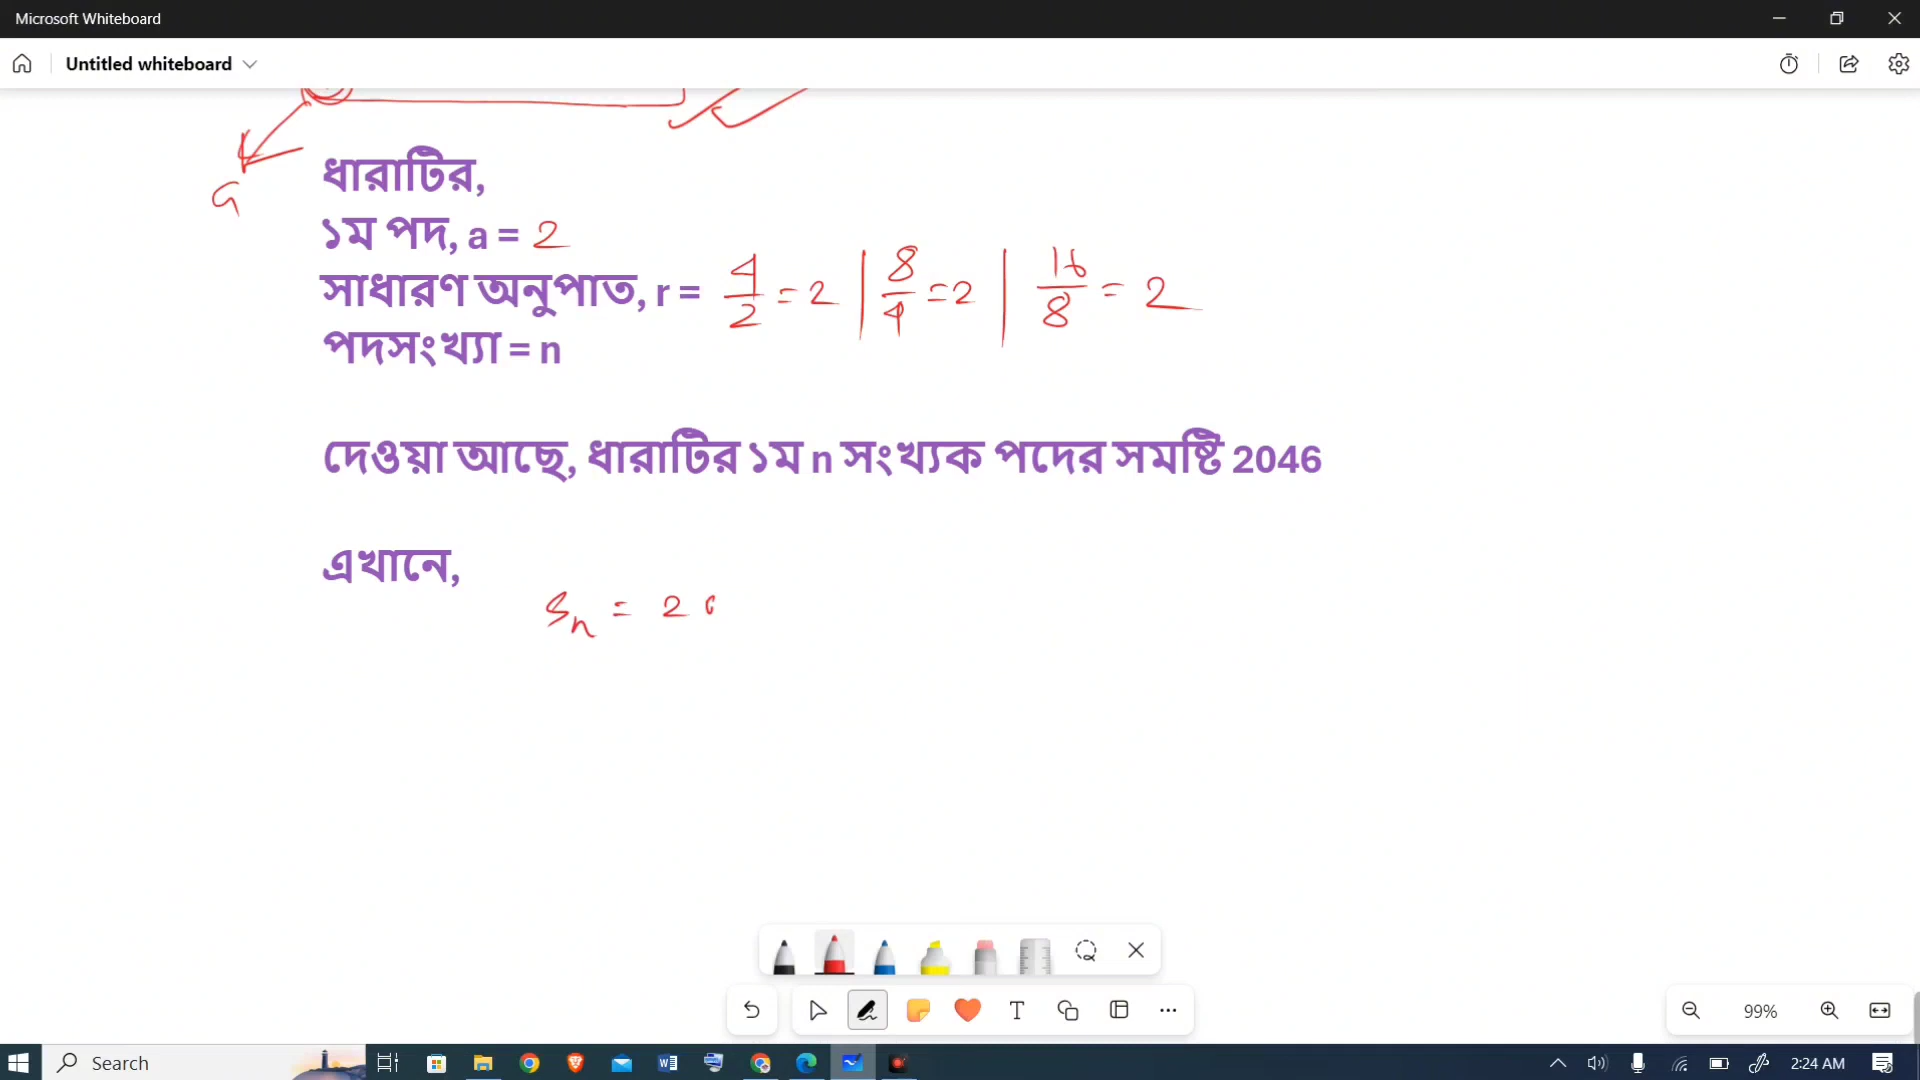 Microsoft Whiteboard
Untitled whiteboard
a
ধারাটির,
১ম পদ, a = 2
সাধারণ অনুপাত, r = 4/2 = 2 | 8/4 = 2 | 16/8 = 2
পদসংখ্যা = n
দেওয়া আছে, ধারাটির ১ম n সংখ্যক পদের সমষ্টি 2046
এখানে,
Sn = 20
99%
Search
2:24 AM